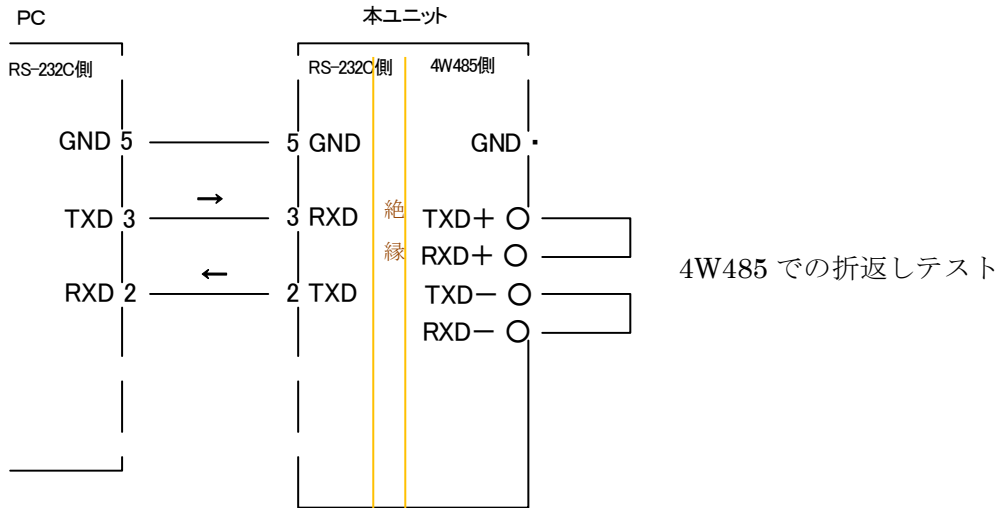 PC
本ユニット
RS-232C側
RS-232C側 4W485側
GND 5
5 GND
GND
→
TXD 3
3 RXD
絶
縁
TXD+
RXD+
←
RXD 2
2 TXD
TXD−
RXD−
4W485 での折返しテスト